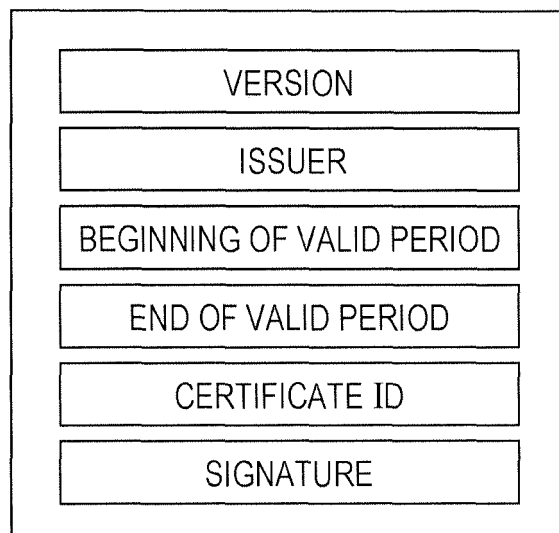 VERSION
ISSUER
BEGINNING OF VALID PERIOD
END OF VALID PERIOD
CERTIFICATE ID
SIGNATURE